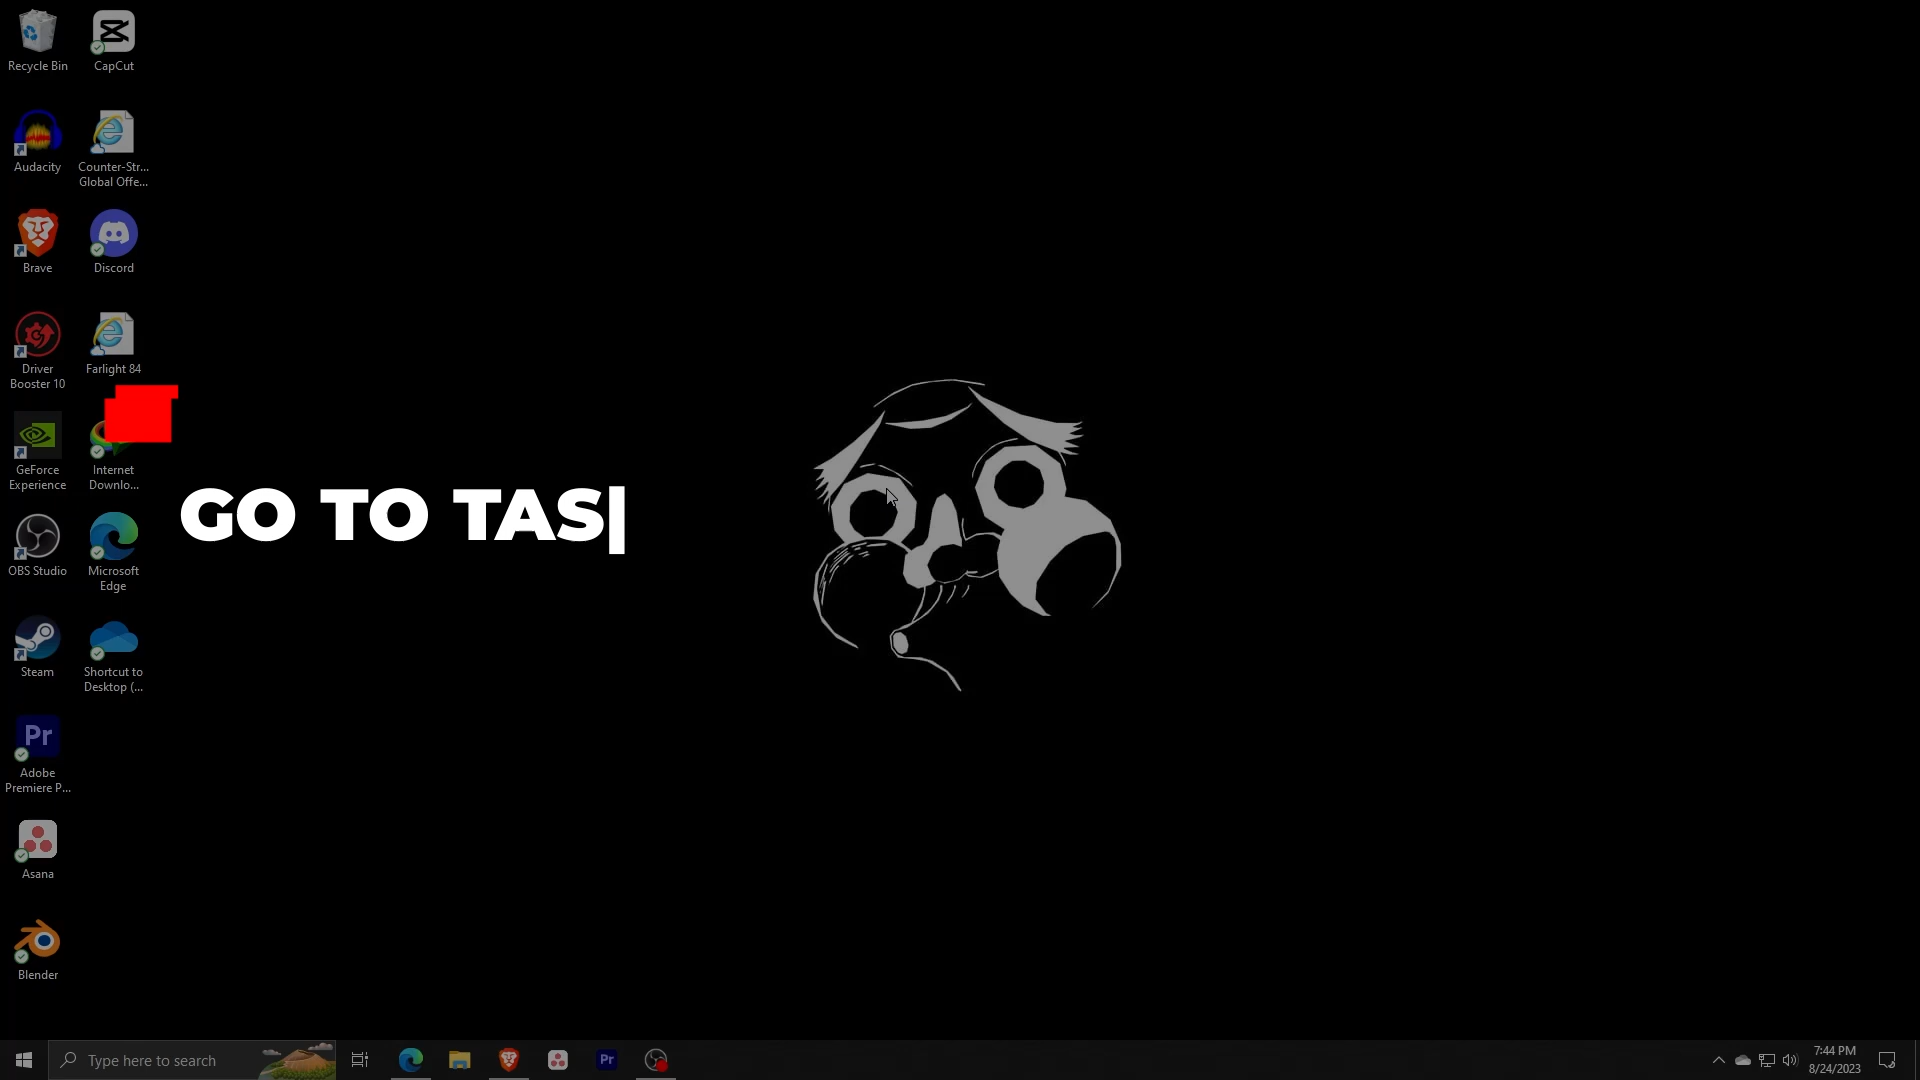 Recycle Bin
CapCut
Audacity
Counter-Str...
Global Offe...
Brave
Discord
Driver
Booster 10
Farlight 84
GeForce
Experience
Internet
Downlo...
GO TO TAS|
OBS Studio
Microsoft
Edge
Steam
Shortcut to
Desktop (...
Pr
Adobe
Premiere P...
Asana
Blender
Type here to search
Pr
7:44 PM
8/24/2023